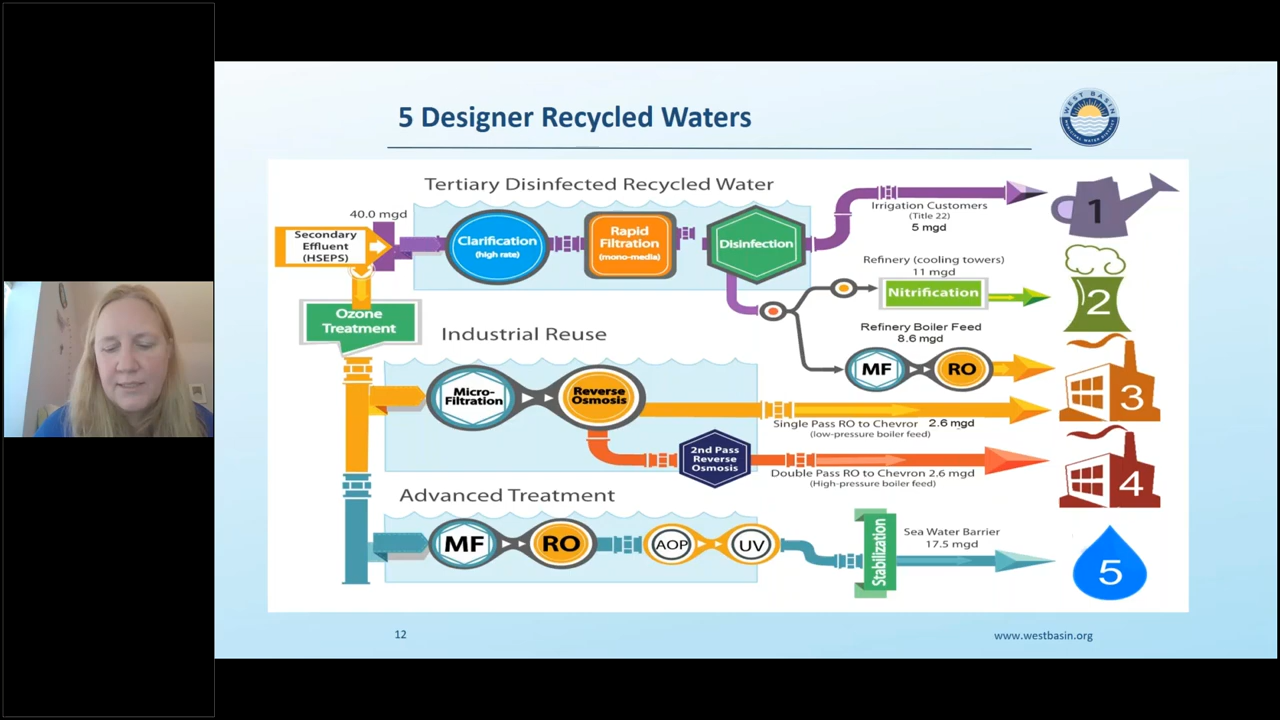 5 Designer Recycled Waters
WEST BASIN
MUNICIPAL WATER DISTRICT
Tertiary Disinfected Recycled Water
40.0 mgd
Secondary
Effluent
(HSEPS)
Clarification
(high rate)
Rapid
Filtration
(mono-media)
Disinfection
Irrigation Customers
(Title 22)
5 mgd
1
Refinery (cooling towers)
11 mgd
Nitrification
2
Ozone
Treatment
Industrial Reuse
Refinery Boiler Feed
8.6 mgd
MF
RO
3
Micro-
Filtration
Reverse
Osmosis
Single Pass RO to Chevror 2.6 mgd
(low-pressure boiler feed)
2nd Pass
Reverse
Osmosis
Double Pass RO to Chevron 2.6 mgd
(High-pressure boiler feed)
4
Advanced Treatment
MF
RO
AOP
UV
Stabilization
Sea Water Barrier
17.5 mgd
5
12
www.westbasin.org